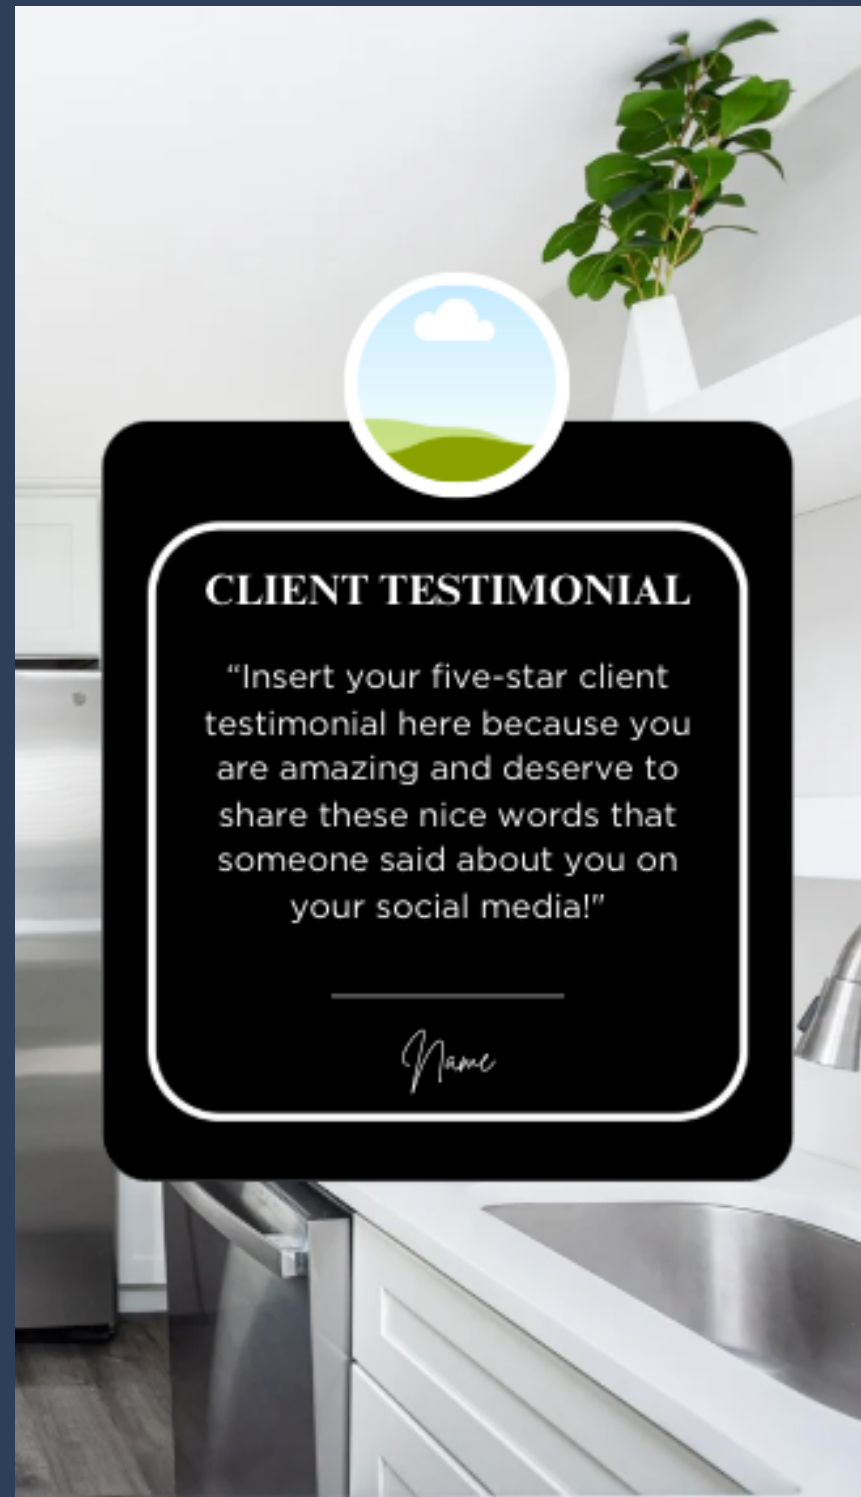 CLIENT TESTIMONIAL
“Insert your five-star client
testimonial here because you
are amazing and deserve to
share these nice words that
someone said about you on
your social media!"
Name